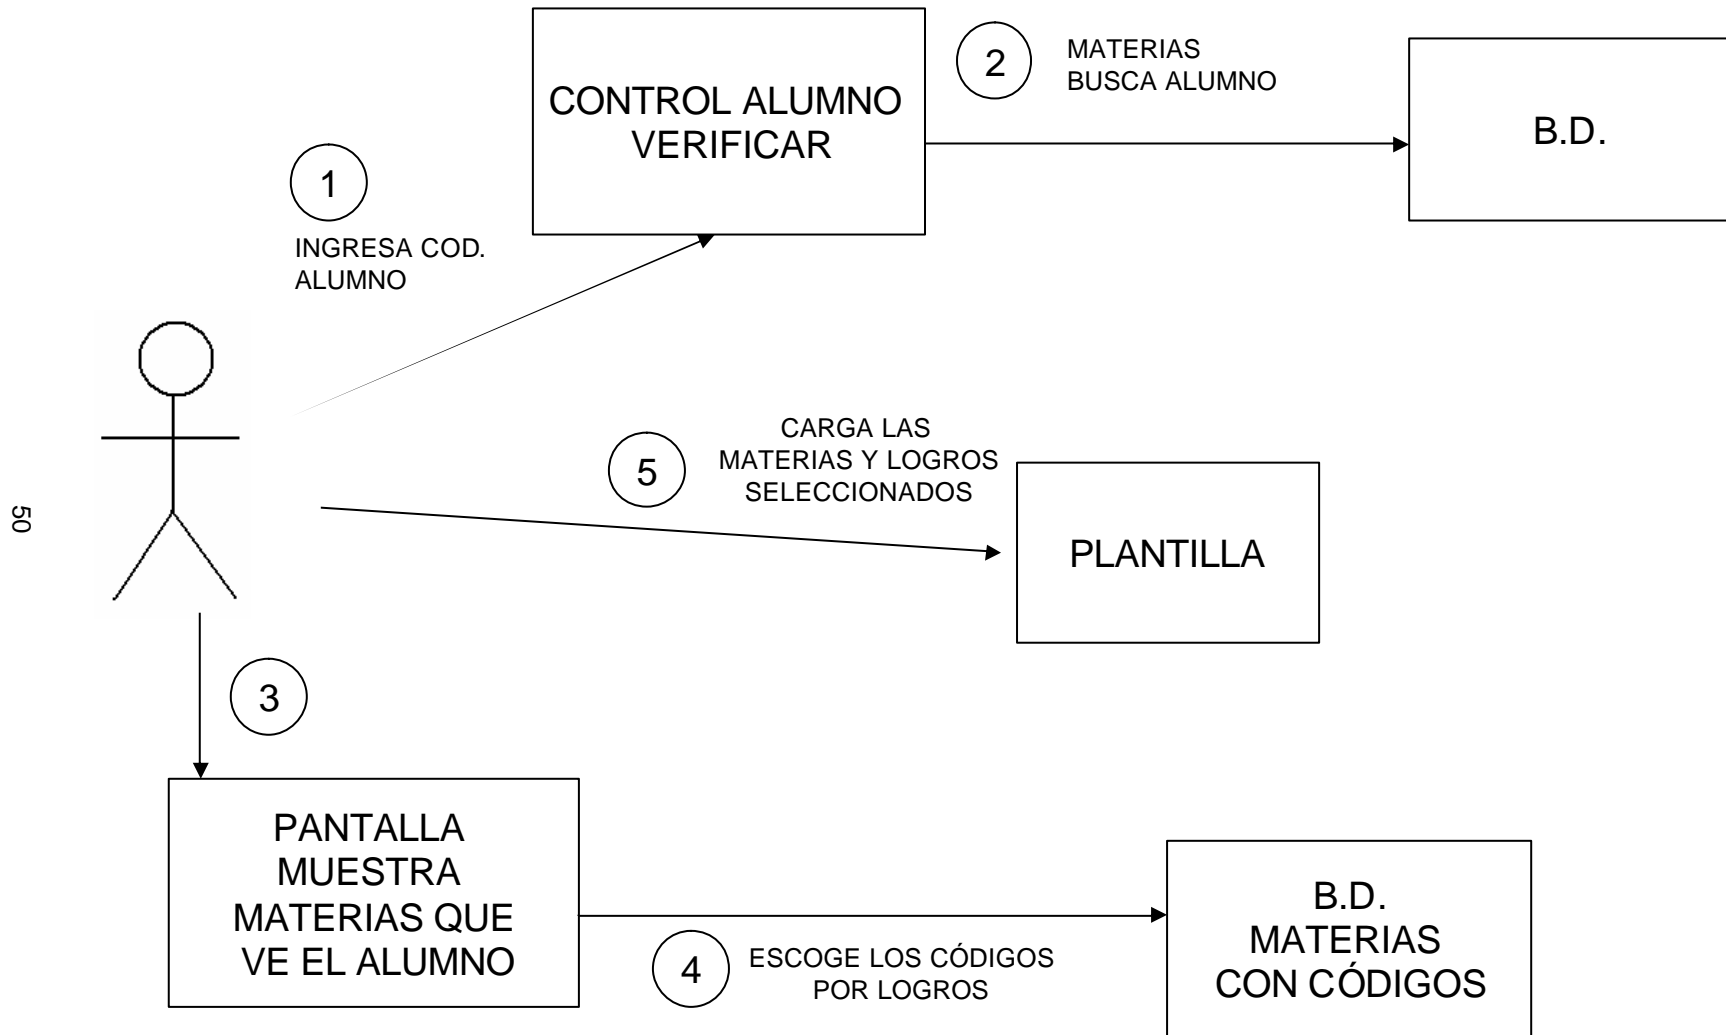 CONTROL ALUMNO
VERIFICAR
2
MATERIAS
BUSCA ALUMNO
B.D.
1
INGRESA COD.
ALUMNO
5
CARGA LAS
MATERIAS Y LOGROS
SELECCIONADOS
PLANTILLA
50
3
PANTALLA
MUESTRA
MATERIAS QUE
VE EL ALUMNO
4
ESCOGE LOS CÓDIGOS
POR LOGROS
B.D.
MATERIAS
CON CÓDIGOS